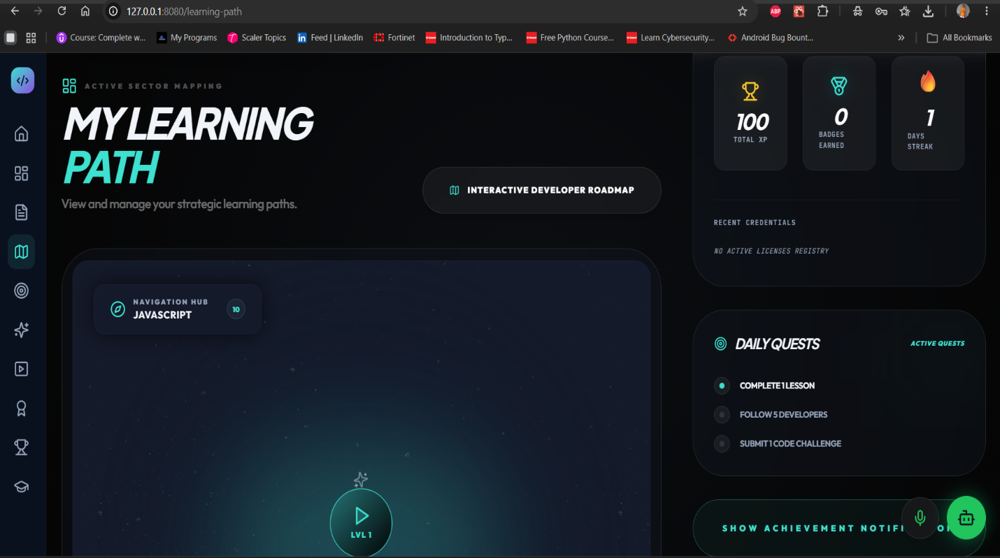 127.0.0.1:8080/learning-path
ABP
Course: Complete w...
My Programs
Scaler Topics
in
Feed | LinkedIn
Fortinet
Introduction to Typ...
Free Python Course...
Learn Cybersecurity...
Android Bug Bount...
»
All Bookmarks
</>
ACTIVE SECTOR MAPPING
MY LEARNING
PATH
View and manage your strategic learning paths.
INTERACTIVE DEVELOPER ROADMAP
NAVIGATION HUB
JAVASCRIPT
10
LVL 1
100
TOTAL XP
0
BADGES
EARNED
1
DAYS
STREAK
RECENT CREDENTIALS
NO ACTIVE LICENSES REGISTRY
DAILY QUESTS
ACTIVE QUESTS
COMPLETE 1 LESSON
FOLLOW 5 DEVELOPERS
SUBMIT 1 CODE CHALLENGE
SHOW ACHIEVEMENT